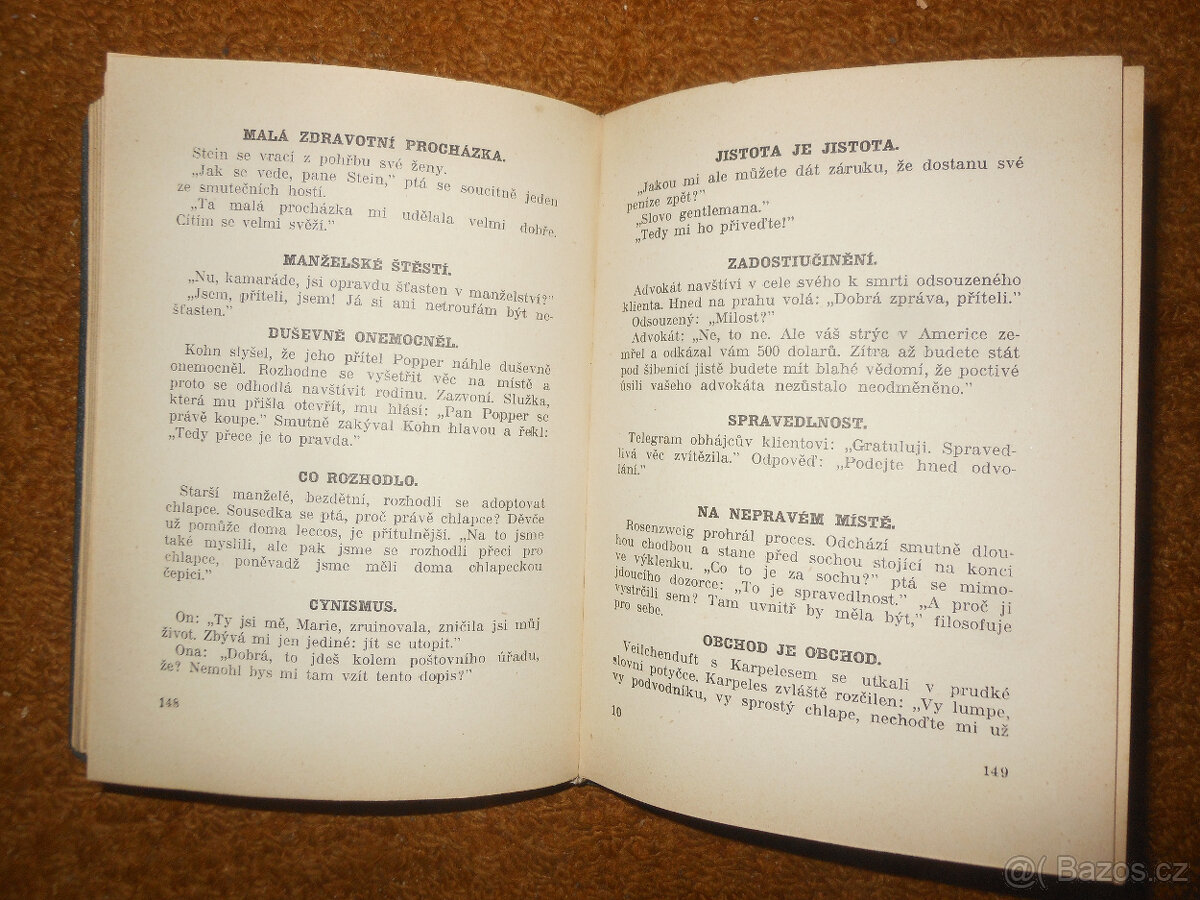 MALÁ ZDRAVOTNÍ PROCHÁZKA.
Stein se vrací z pohřbu své ženy.
„Jak se vede, pane Stein,” ptá se soucitně jeden
ze smutečních hostí.
„Ta malá procházka mi udělala velmi dobře.
Cítim se velmi svěží.”
MANŽELSKÉ ŠTĚSTÍ.
„Nu, kamaráde, jsi opravdu šťasten v manželství?”
„Jsem, příteli, jsem! Já si ani netroufám být ne-
šťasten.”
DUŠEVNĚ ONEMOCNĚL.
Kohn slyšel, že jeho přítel Popper náhle duševně
onemocněl. Rozhodne se vyšetřit věc na místě a
proto se odhodlá navštívit rodinu. Zazvoní. Služka,
která mu přišla otevřít, mu hlásí: „Pan Popper se
právě koupe.” Smutně zakýval Kohn hlavou a řekl:
„Tedy přece je to pravda.”
CO ROZHODLO.
Starší manželé, bezdětní, rozhodli se adoptovat
chlapce. Sousedka se ptá, proč právě chlapce? Děvče
už pomůže doma leccos, je přítulnější. „Na to jsme
také myslili, ale pak jsme se rozhodli přeci pro
chlapce, poněvadž jsme měli doma chlapeckou
čepici.”
CYNISMUS.
On: „Ty jsi mě, Marie, zruinovala, zničila jsi můj
život. Zbývá mi jen jediné: jít se utopit.”
Ona: „Dobrá, to jdeš kolem poštovního úřadu,
že? Nemohl bys mi tam vzít tento dopis?”
148
JISTOTA JE JISTOTA.
„Jakou mi ale můžete dát záruku, že dostanu své
peníze zpět?”
„Slovo gentlemana.”
„Tedy mi ho přiveďte!”
ZADOSTIUČINĚNÍ.
Advokát navštíví v cele svého k smrti odsouzeného
klienta. Hned na prahu volá: „Dobrá zpráva, příteli.”
Odsouzený: „Milost?”
Advokát: „Ne, to ne. Ale váš strýc v Americe ze-
mřel a odkázal vám 500 dolarů. Zítra až budete stát
pod šibenicí jistě budete mít blahé vědomí, že poctivé
úsilí vašeho advokáta nezůstalo neodměněno.”
SPRAVEDLNOST.
Telegram obhájcův klientovi: „Gratuluji. Spraved-
livá věc zvítězila.” Odpověď: „Podejte hned odvo-
lání.”
NA NEPRAVÉM MÍSTĚ.
Rosenzweig prohrál proces. Odchází smutně dlou-
hou chodbou a stane před sochou stojící na konci
ve výklenku. „Co to je za sochu?” ptá se mimo-
jdoucího dozorce: „To je spravedlnost.” „A proč ji
vystrčili sem? Tam uvnitř by měla být,” filosofuje
pro sebe.
OBCHOD JE OBCHOD.
Veilchenduft s Karpelesem se utkali v prudké
slovní potyčce. Karpeles zvláště rozčilen: „Vy lumpe,
vy podvodníku, vy sprostý chlape, nechoďte mi už
10
149
@( Bazos.cz